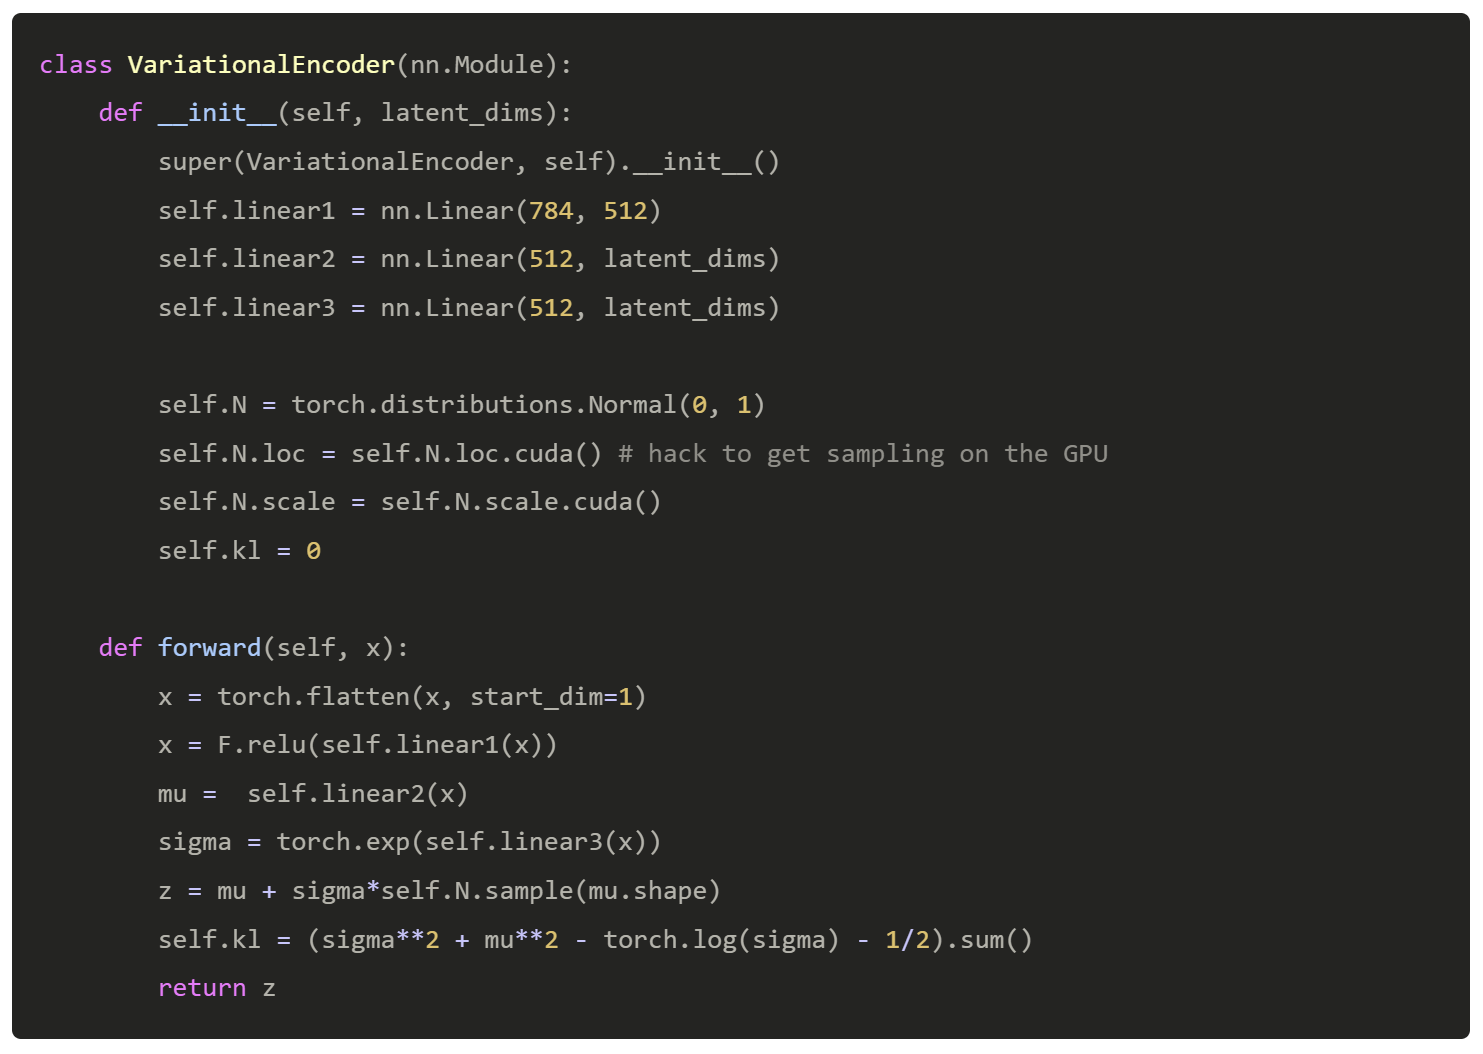 class VariationalEncoder(nn.Module):
    def __init__(self, latent_dims):
        super(VariationalEncoder, self).__init__()
        self.linear1 = nn.Linear(784, 512)
        self.linear2 = nn.Linear(512, latent_dims)
        self.linear3 = nn.Linear(512, latent_dims)

        self.N = torch.distributions.Normal(0, 1)
        self.N.loc = self.N.loc.cuda() # hack to get sampling on the GPU
        self.N.scale = self.N.scale.cuda()
        self.kl = 0

    def forward(self, x):
        x = torch.flatten(x, start_dim=1)
        x = F.relu(self.linear1(x))
        mu =  self.linear2(x)
        sigma = torch.exp(self.linear3(x))
        z = mu + sigma*self.N.sample(mu.shape)
        self.kl = (sigma**2 + mu**2 - torch.log(sigma) - 1/2).sum()
        return z